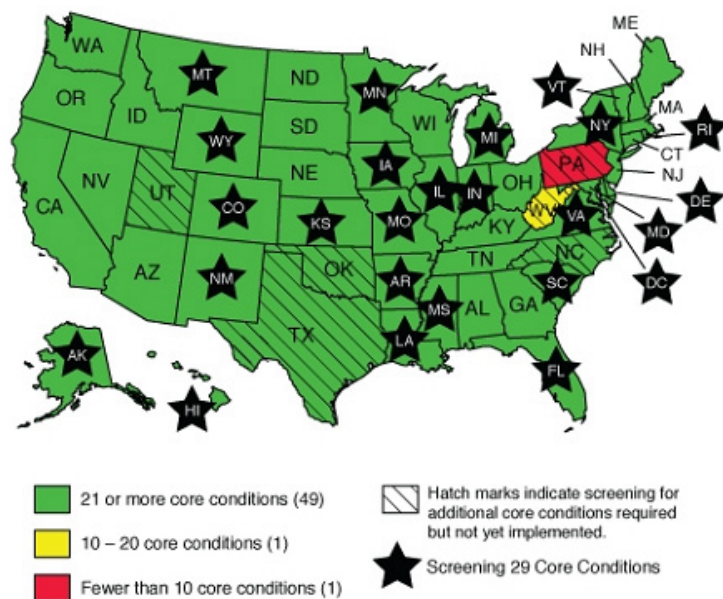 ME
WA
NH
MT
ND
VT
MN
OR
MA
ID
SD
WI
NY
RI
WY
MI
CT
IA
PA
NE
NJ
NV
OH
UT
IL
IN
DE
CA
CO
W
VA
KS
MO
KY
MD
NC
TN
OK
AZ
NM
AR
SC
DC
MS
AL
GA
TX
LA
AK
FL
HI
21 or more core conditions (49)
10 – 20 core conditions (1)
Fewer than 10 core conditions (1)
Hatch marks indicate screening for
additional core conditions required
but not yet implemented.
Screening 29 Core Conditions